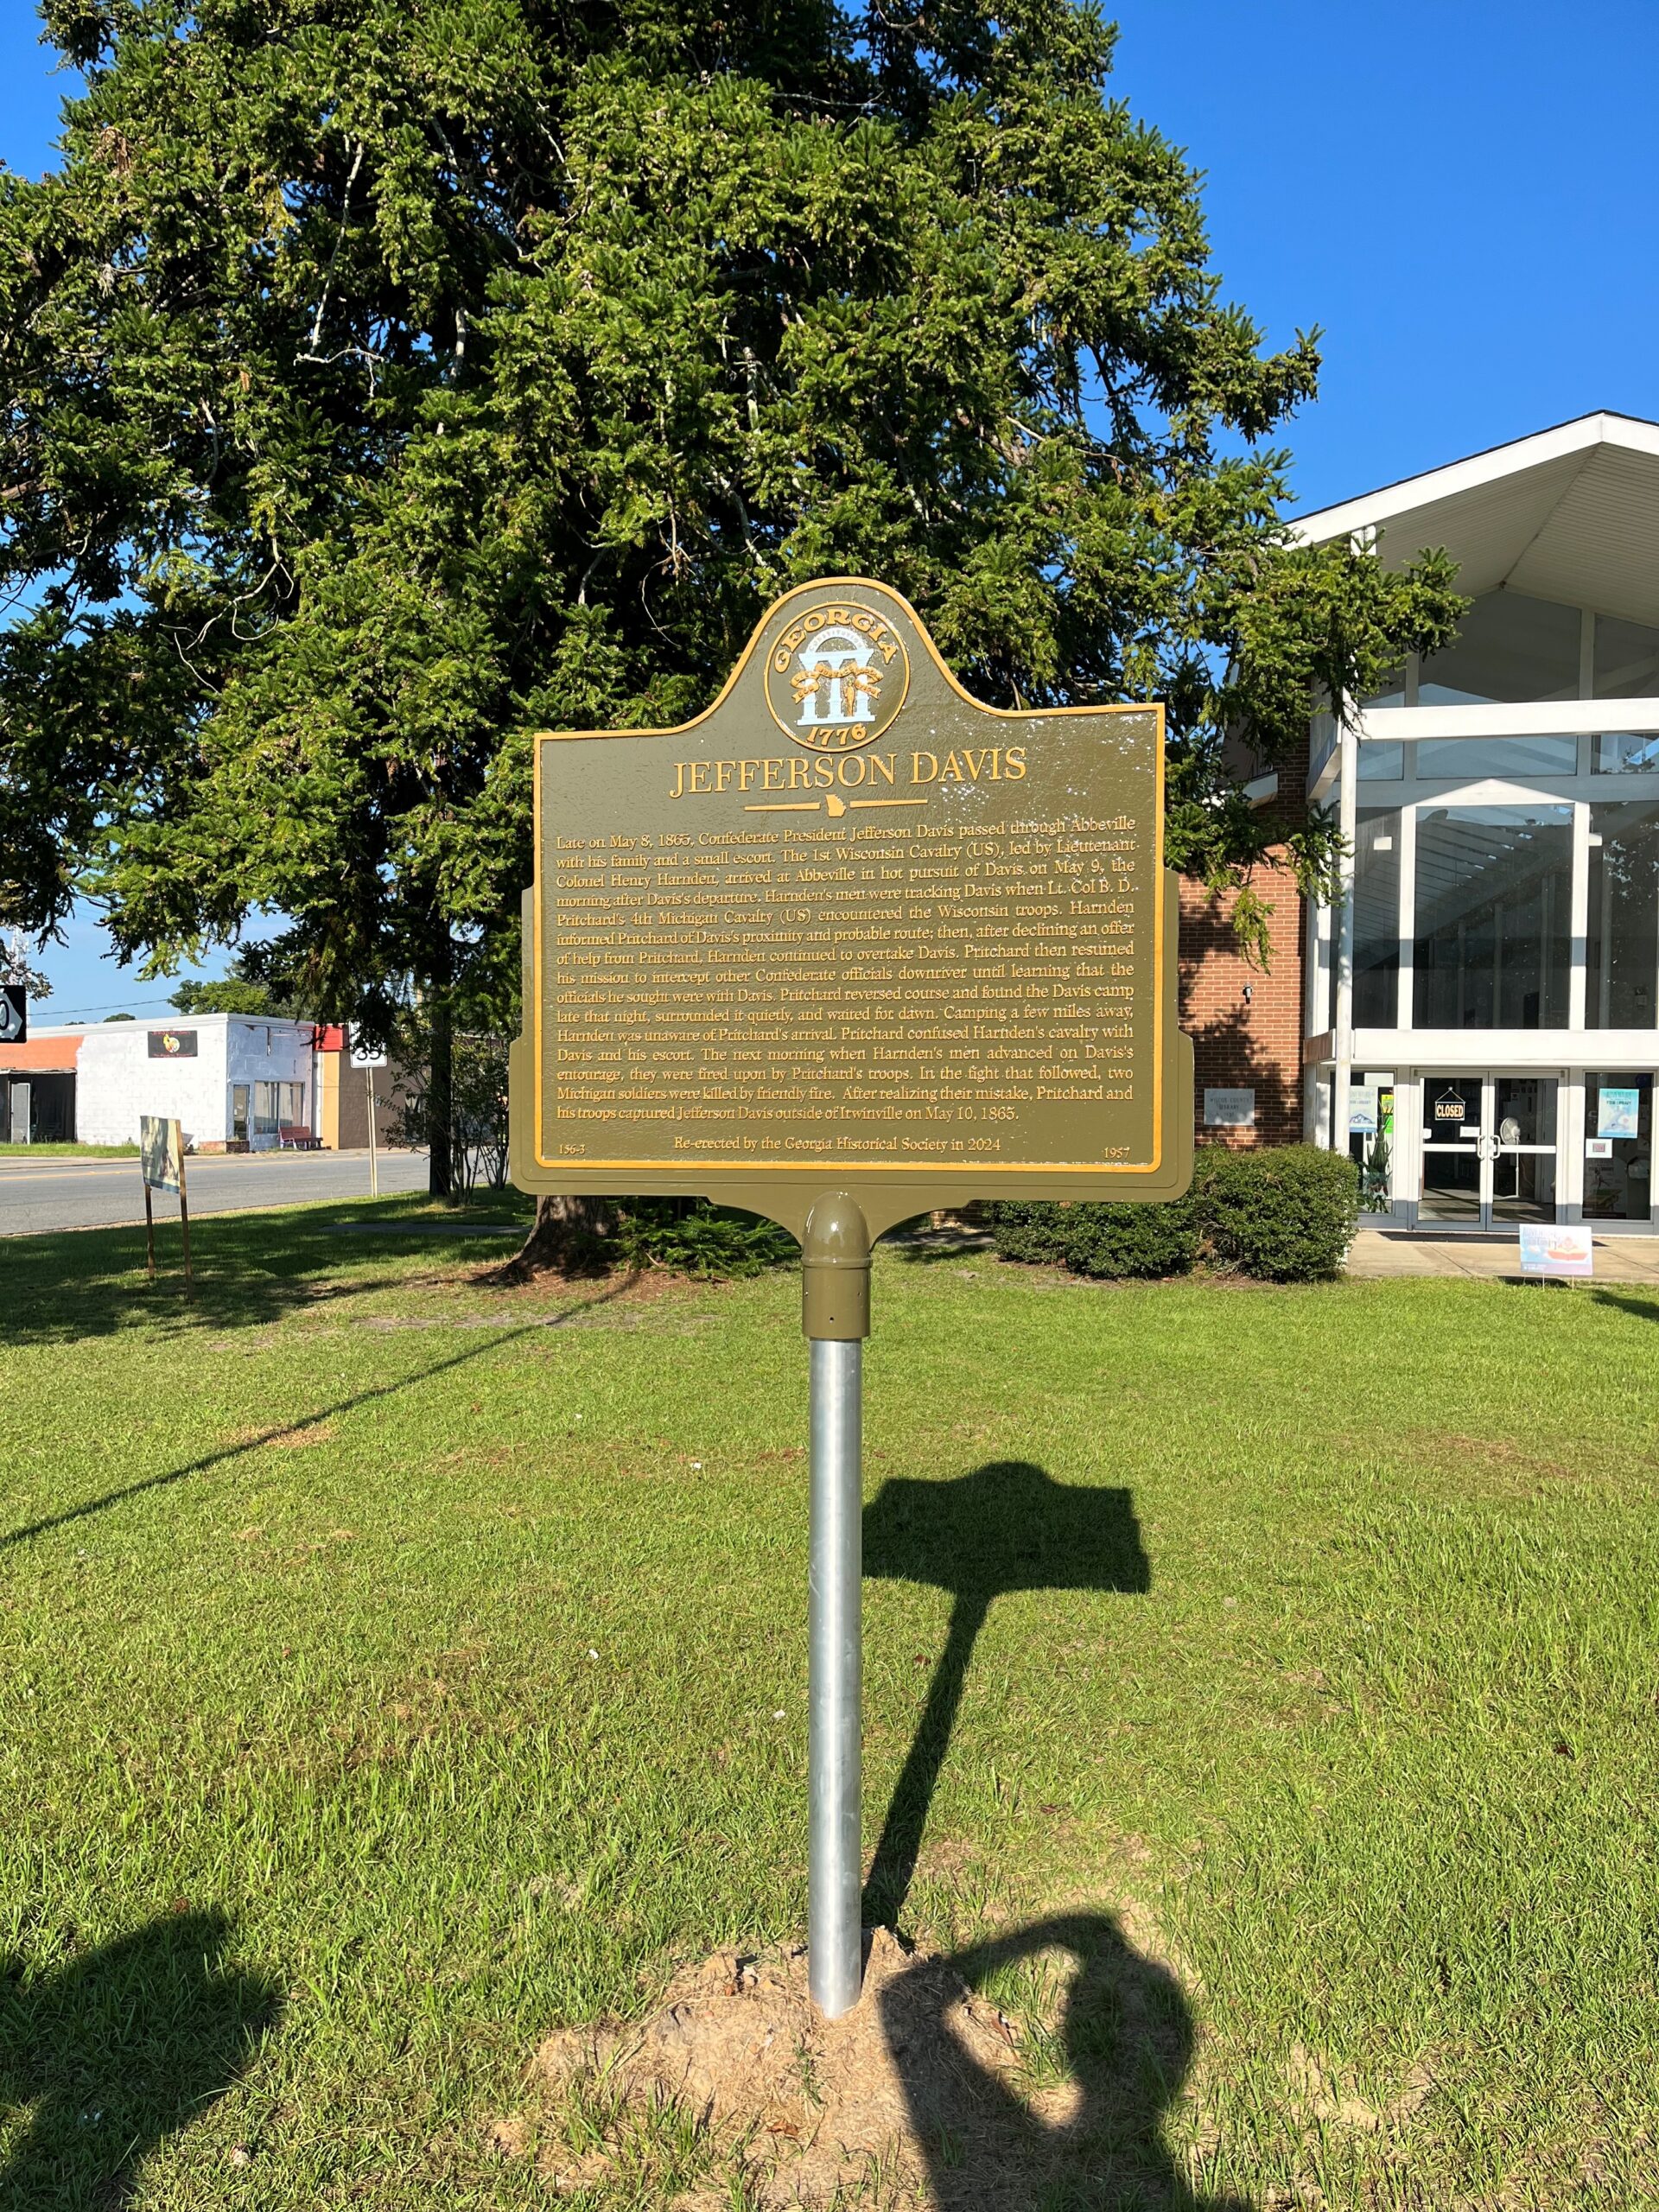 GEORGIA
CONSTITUTION
1776
JEFFERSON DAVIS
Late on May 8, 1865, Confederate President Jefferson Davis passed through Abbeville
with his family and a small escort. The 1st Wisconsin Cavalry (US), led by Lieutenant
Colonel Henry Harnden, arrived at Abbeville in hot pursuit of Davis on May 9, the
morning after Davis's departure. Harnden's men were tracking Davis when Lt. Col B. D.
Pritchard's 4th Michigan Cavalry (US) encountered the Wisconsin troops. Harnden
informed Pritchard of Davis's proximity and probable route; then, after declining an offer
of help from Pritchard, Harnden continued to overtake Davis. Pritchard then resumed
his mission to intercept other Confederate officials downriver until learning that the
officials he sought were with Davis. Pritchard reversed course and found the Davis camp
late that night, surrounded it quietly, and waited for dawn. Camping a few miles away,
Harnden was unaware of Pritchard's arrival. Pritchard confused Harnden's cavalry with
Davis and his escort. The next morning when Harnden's men advanced on Davis's
entourage, they were fired upon by Pritchard's troops. In the fight that followed, two
Michigan soldiers were killed by friendly fire. After realizing their mistake, Pritchard and
his troops captured Jefferson Davis outside of Irwinville on May 10, 1865.
156-3 Re-erected by the Georgia Historical Society in 2024 1957
35
CLOSED